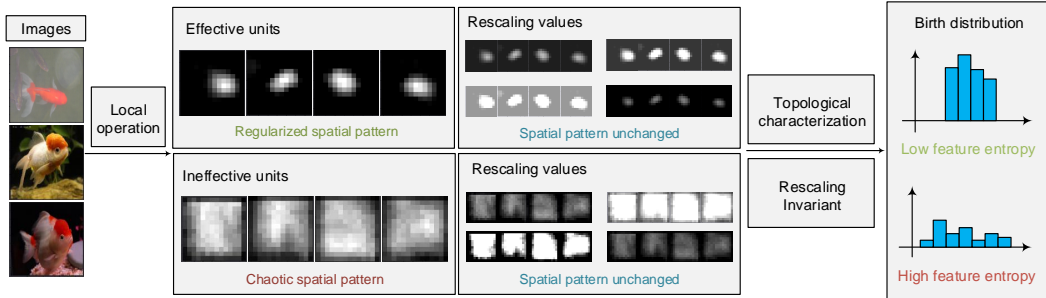 Images
Local
operation
Effective units
Regularized spatial pattern
Rescaling values
Spatial pattern unchanged
Ineffective units
Chaotic spatial pattern
Rescaling values
Spatial pattern unchanged
Topological
characterization
Rescaling
Invariant
Birth distribution
Low feature entropy
High feature entropy